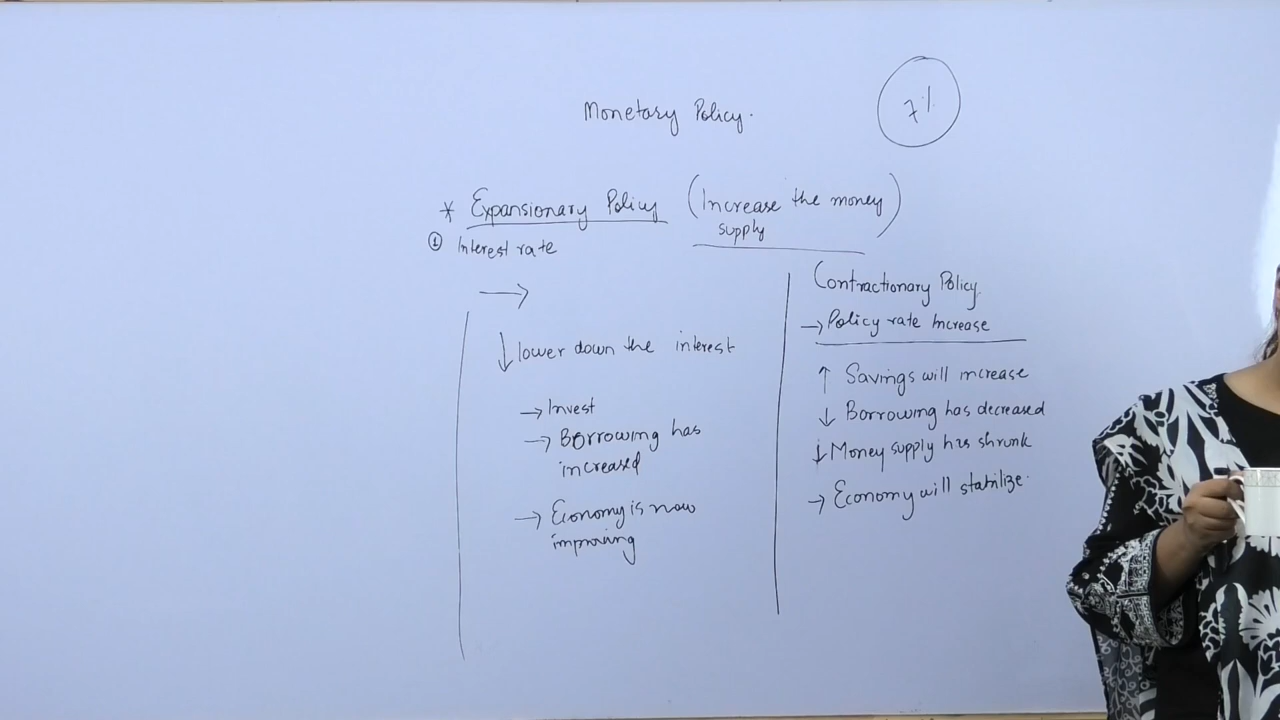 Monetary Policy.
7%
* Expansionary Policy (Increase the money
supply)
① Interest rate
→
↓ lower down the interest
→ Invest
→ Borrowing has
increased
→ Economy is now
improving
Contractionary Policy.
→ Policy rate Increase
↑ Savings will increase
↓ Borrowing has decreased
↓ Money supply has shrunk
→ Economy will stabilize.